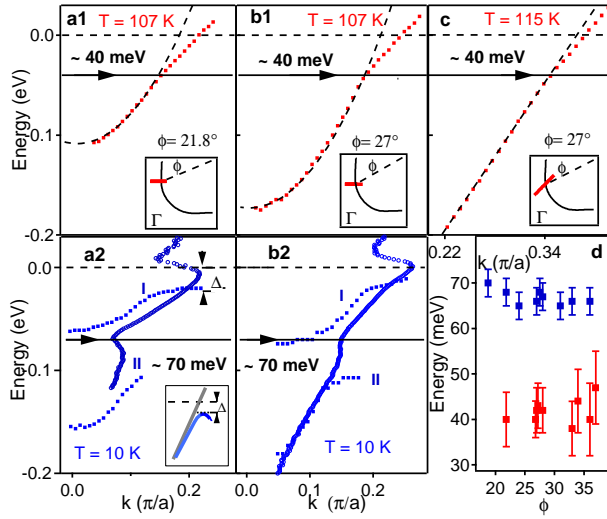 a1
T = 107 K
b1
T = 107 K
c
T = 115 K
0.0
~ 40 meV
~ 40 meV
~ 40 meV
Energy (eV)
-0.1
ϕ= 21.8°
ϕ= 27°
ϕ= 27°
ϕ
ϕ
ϕ
Γ
Γ
Γ
-0.2
0.22
0.34
k (π/a)
a2
b2
d
0.0
I
I
Δ
70
60
50
40
30
Energy (meV)
Energy (eV)
~ 70 meV
~ 70 meV
-0.1
II
II
Δ
T = 10 K
T = 10 K
-0.2
0.0
0.1
0.2
0.0
0.1
0.2
20
25
30
35
k (π/a)
k (π/a)
ϕ